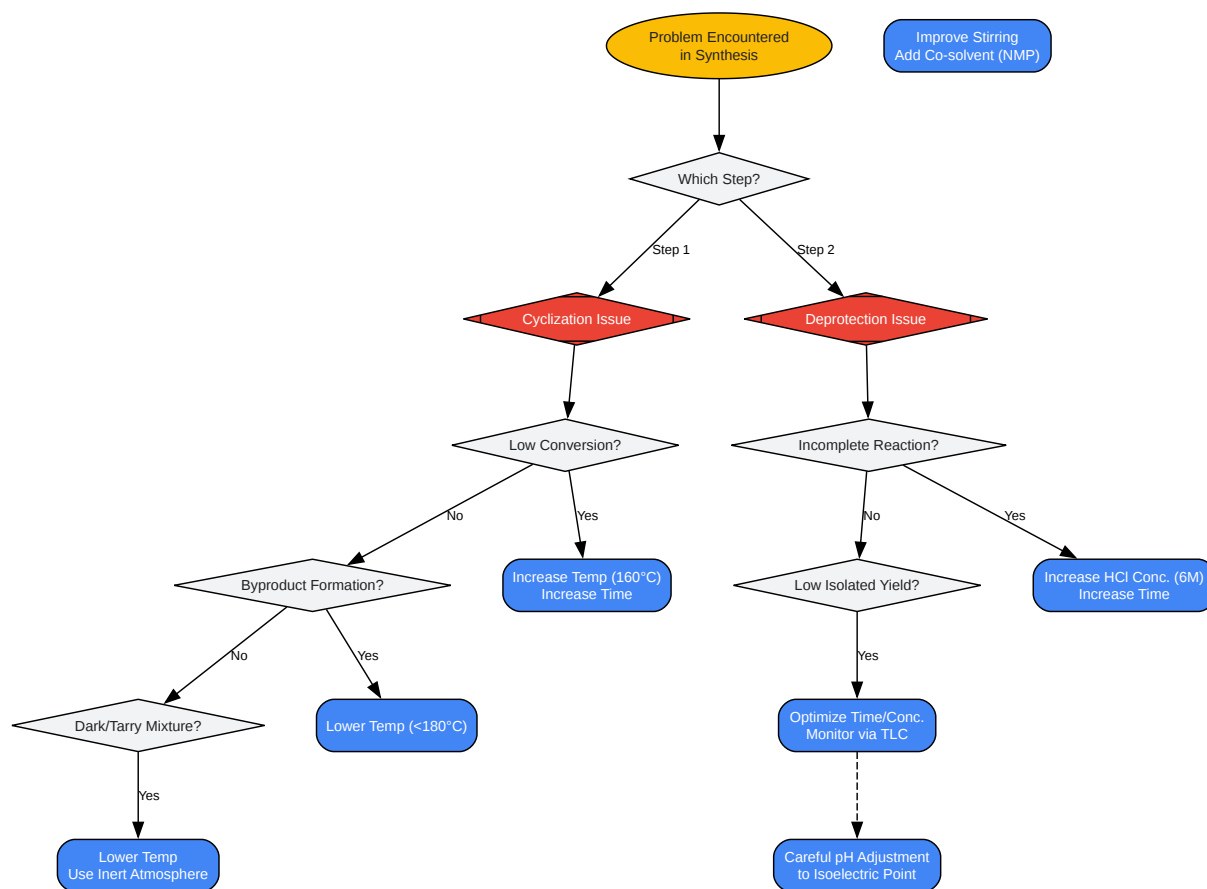 Problem Encountered
in Synthesis
Improve Stirring
Add Co-solvent (NMP)
Which Step?
Step 1
Step 2
Cyclization Issue
Deprotection Issue
Low Conversion?
Incomplete Reaction?
No
Yes
No
Yes
Byproduct Formation?
Increase Temp (160°C)
Increase Time
Low Isolated Yield?
Increase HCl Conc. (6M)
Increase Time
No
Yes
Yes
Dark/Tarry Mixture?
Lower Temp (<180°C)
Optimize Time/Conc.
Monitor via TLC
Yes
Lower Temp
Use Inert Atmosphere
Careful pH Adjustment
to Isoelectric Point